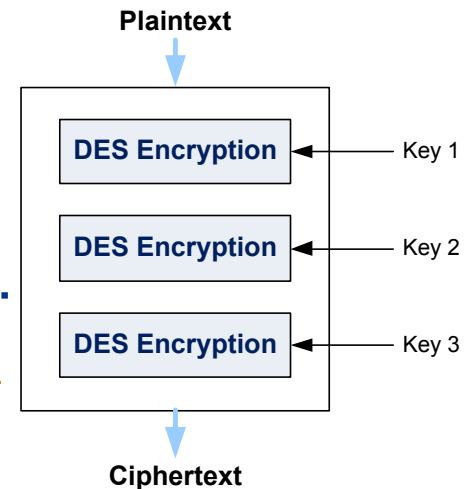 Plaintext
DES Encryption
Key 1
DES Encryption
Key 2
DES Encryption
Key 3
Ciphertext